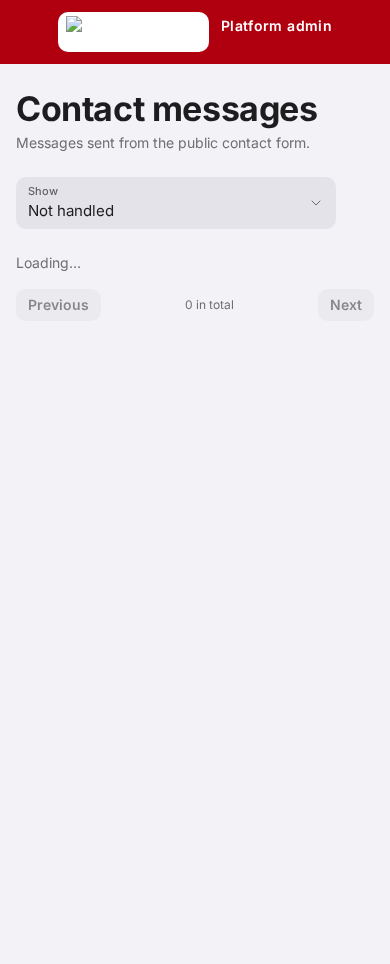 Platform admin
Contact messages
Messages sent from the public contact form.
Show
Not handled
Loading...
Previous
0 in total
Next